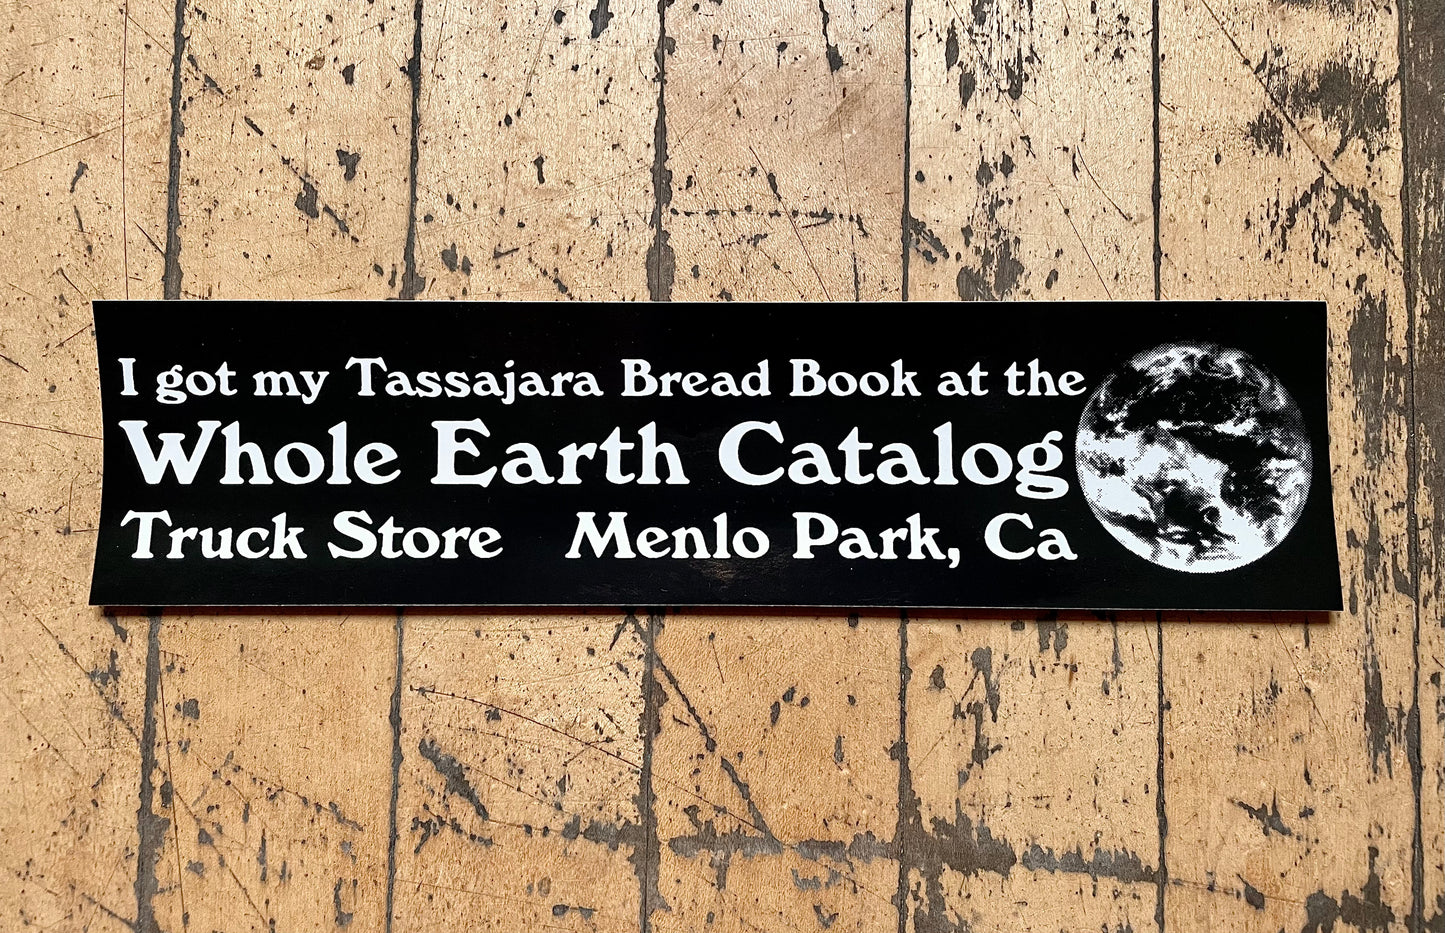 I got my Tassajara Bread Book at the
Whole Earth Catalog
Truck Store Menlo Park, Ca